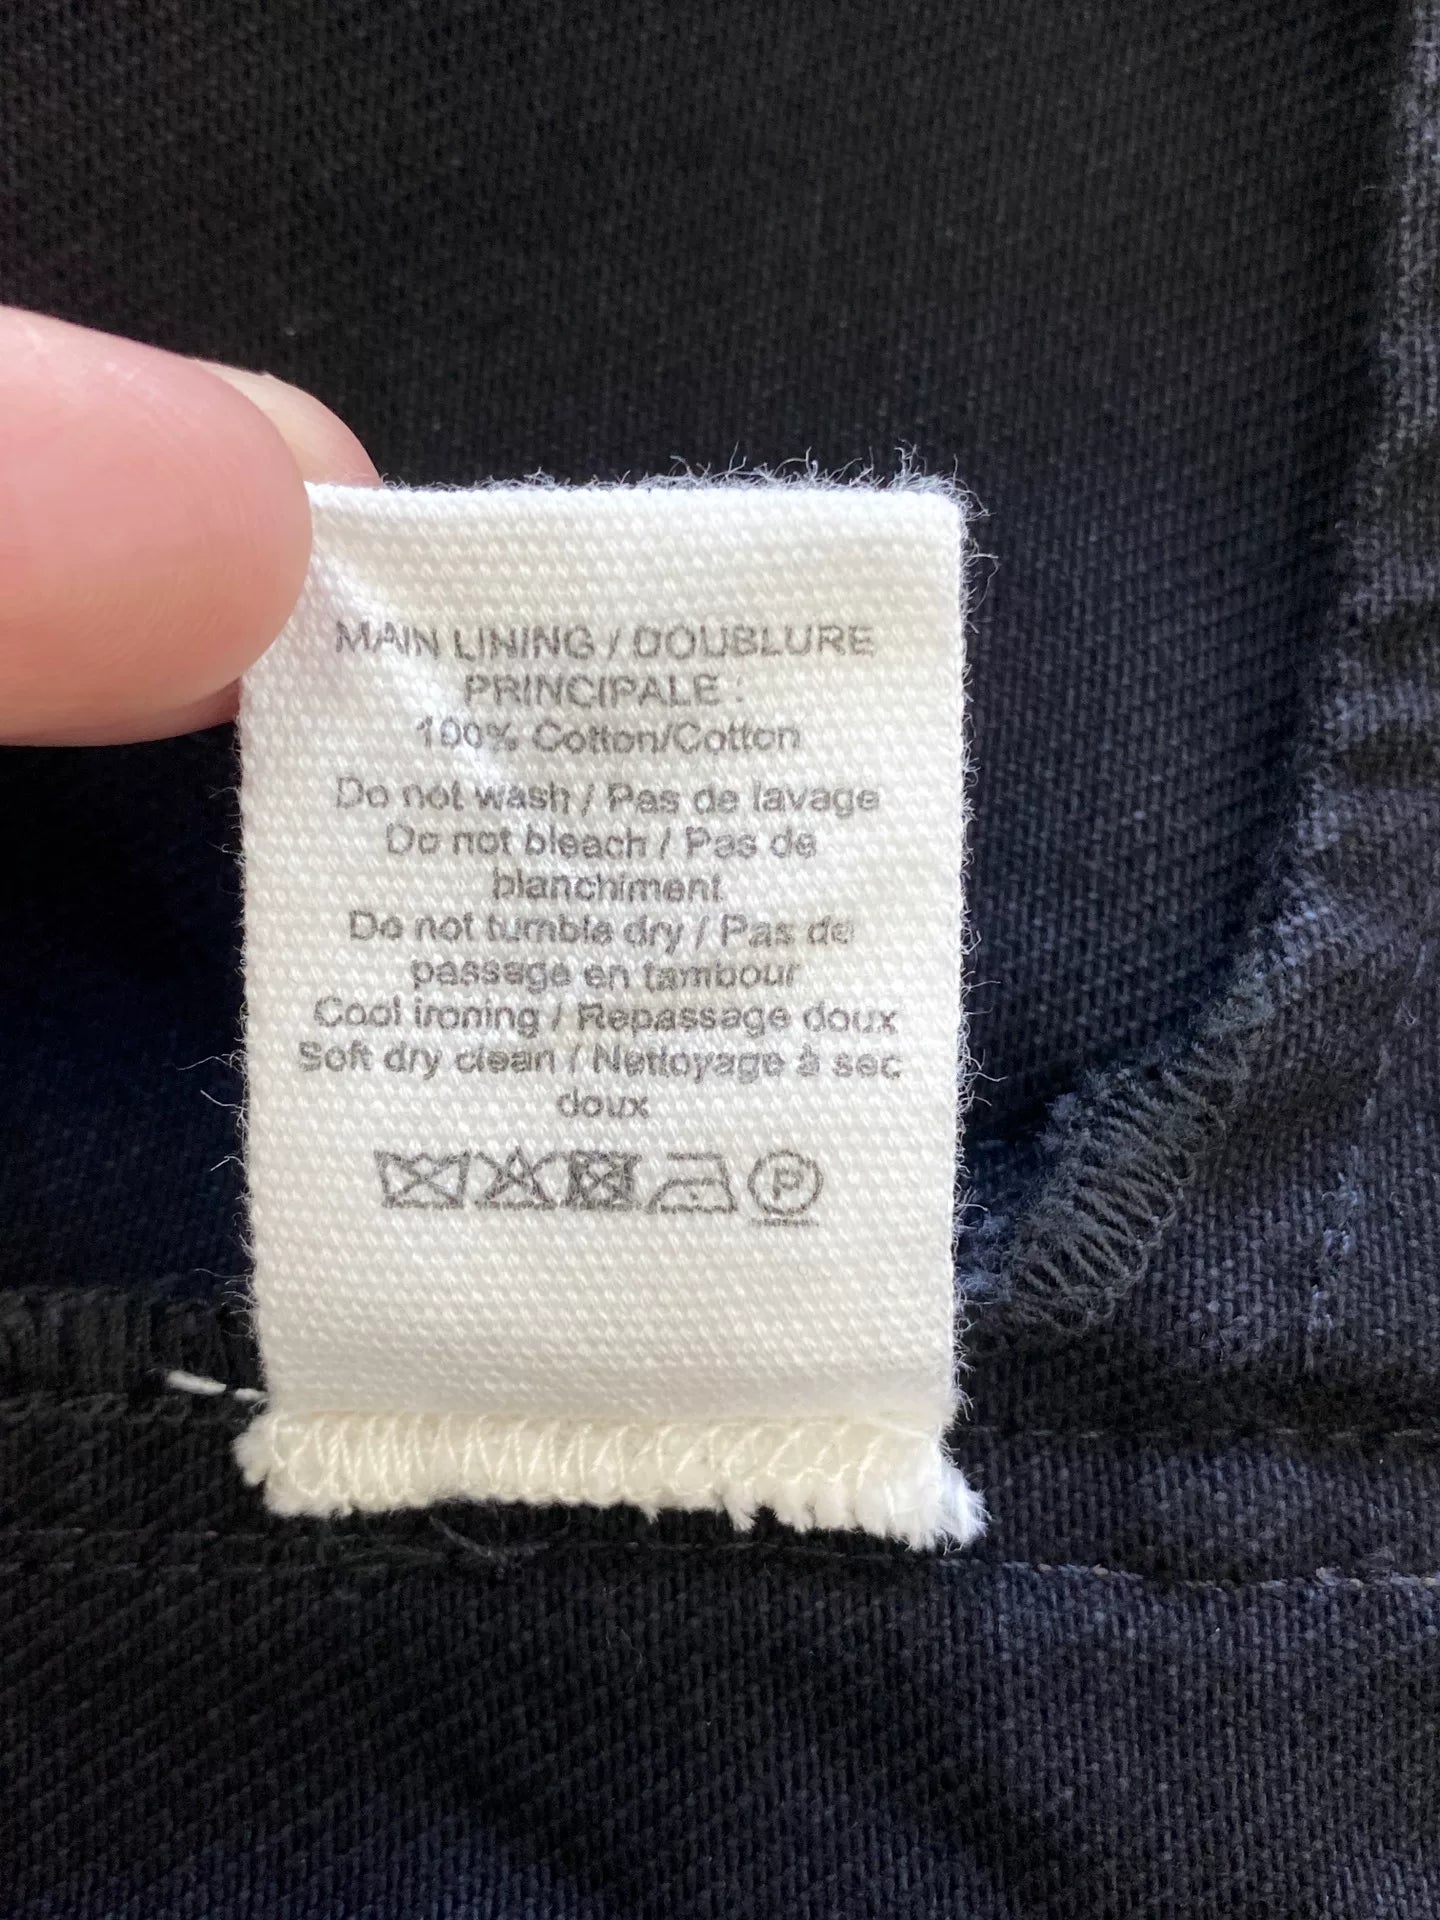 MAIN LINING / DOUBLURE
PRINCIPALE :
100% Cotton/Cotton
Do not wash / Pas de lavage
Do not bleach / Pas de
blanchiment
Do not tumble dry / Pas de
passage en tambour
Cool ironing / Repassage doux
Soft dry clean / Nettoyage à sec
doux
P